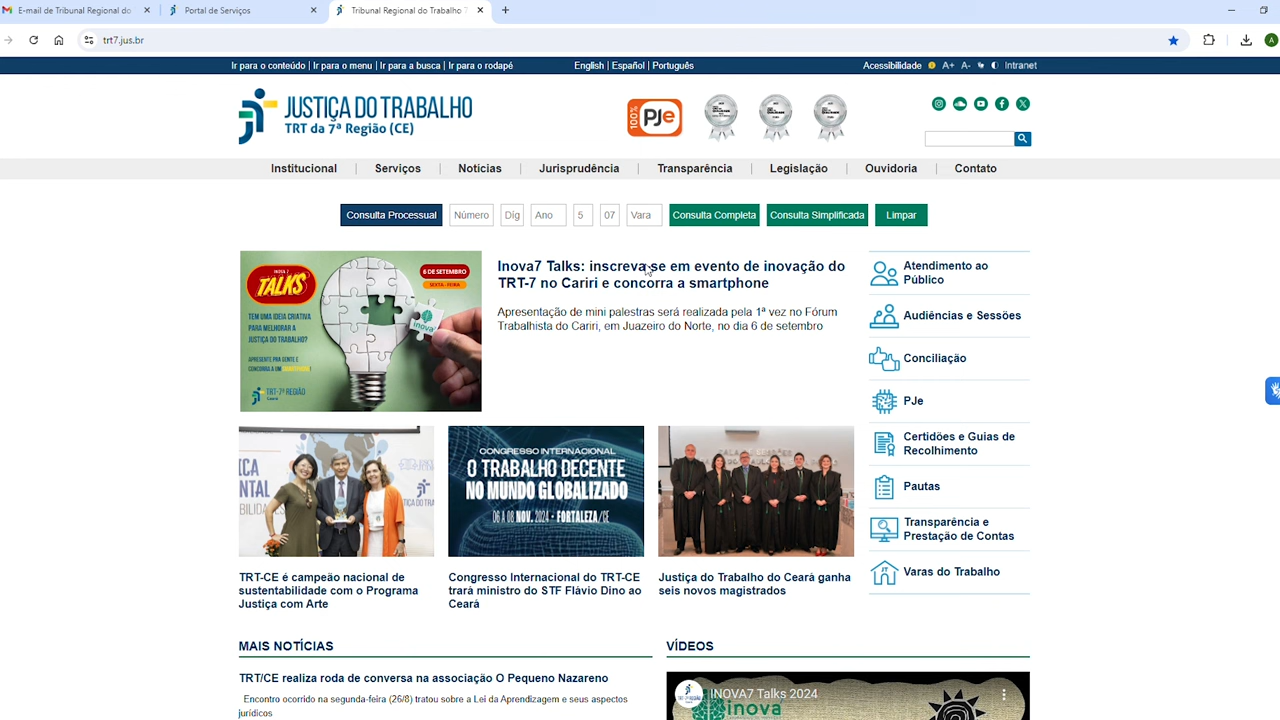 E-mail de Tribunal Regional do
Portal de Serviços
Tribunal Regional do Trabalho 7
trt7.jus.br
A
Ir para o conteúdo | Ir para o menu | Ir para a busca | Ir para o rodapé
English | Español | Português
Acessibilidade A+ A- Intranet
JUSTIÇA DO TRABALHO
TRT da 7ª Região (CE)
100% PJe
Institucional | Serviços | Notícias | Jurisprudência | Transparência | Legislação | Ouvidoria | Contato
Consulta Processual Número Díg Ano 5 07 Vara Consulta Completa Consulta Simplificada Limpar
INOVA 7
TALKS
6 DE SETEMBRO
SEXTA - FEIRA
TEM UMA IDEIA CRIATIVA
PARA MELHORAR A
JUSTIÇA DO TRABALHO?
APRESENTE PRA GENTE E
CONCORRA A UM SMARTPHONE!
inova
TRT-7ª REGIÃO
Ceará
Inova7 Talks: inscreva-se em evento de inovação do
TRT-7 no Cariri e concorra a smartphone
Apresentação de mini palestras será realizada pela 1ª vez no Fórum
Trabalhista do Cariri, em Juazeiro do Norte, no dia 6 de setembro
Atendimento ao
Público
Audiências e Sessões
Conciliação
PJe
Certidões e Guias de
Recolhimento
Pautas
Transparência e
Prestação de Contas
Varas do Trabalho
CONGRESSO INTERNACIONAL
O TRABALHO DECENTE
NO MUNDO GLOBALIZADO
06 A 08 NOV. 2024 - FORTALEZA/CE
TRT-CE é campeão nacional de
sustentabilidade com o Programa
Justiça com Arte
Congresso Internacional do TRT-CE
trará ministro do STF Flávio Dino ao
Ceará
Justiça do Trabalho do Ceará ganha
seis novos magistrados
MAIS NOTÍCIAS
TRT/CE realiza roda de conversa na associação O Pequeno Nazareno
Encontro ocorrido na segunda-feira (26/8) tratou sobre a Lei da Aprendizagem e seus aspectos
jurídicos
VÍDEOS
INOVA7 Talks 2024
inova